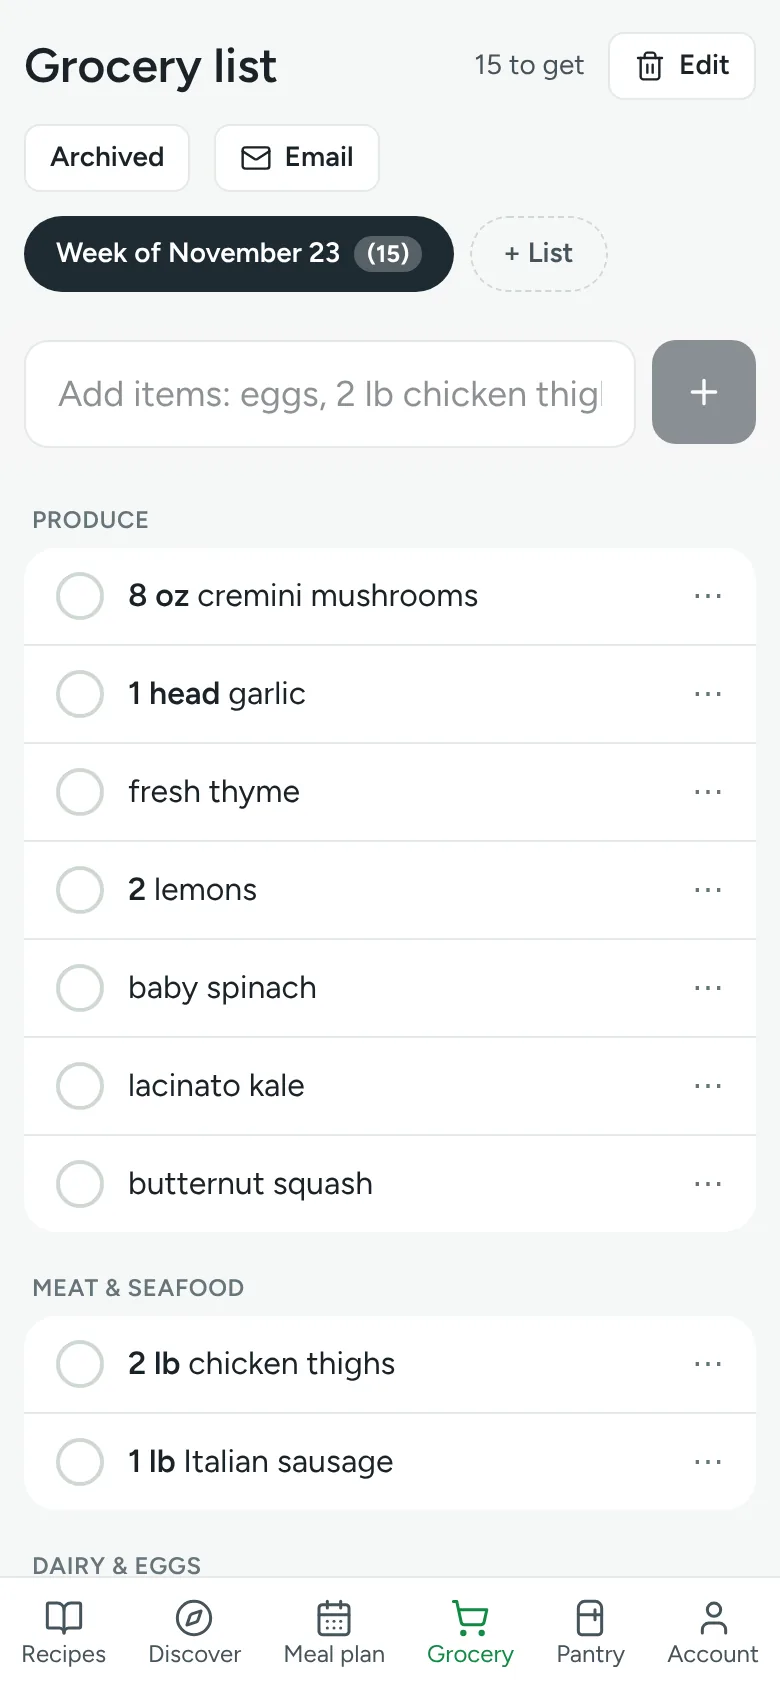 Grocery list
15 to get
Edit
Archived
Email
Week of November 23 (15)
+ List
Add items: eggs, 2 lb chicken thig
PRODUCE
8 oz cremini mushrooms
1 head garlic
fresh thyme
2 lemons
baby spinach
lacinato kale
butternut squash
MEAT & SEAFOOD
2 lb chicken thighs
1 lb Italian sausage
DAIRY & EGGS
Recipes
Discover
Meal plan
Grocery
Pantry
Account